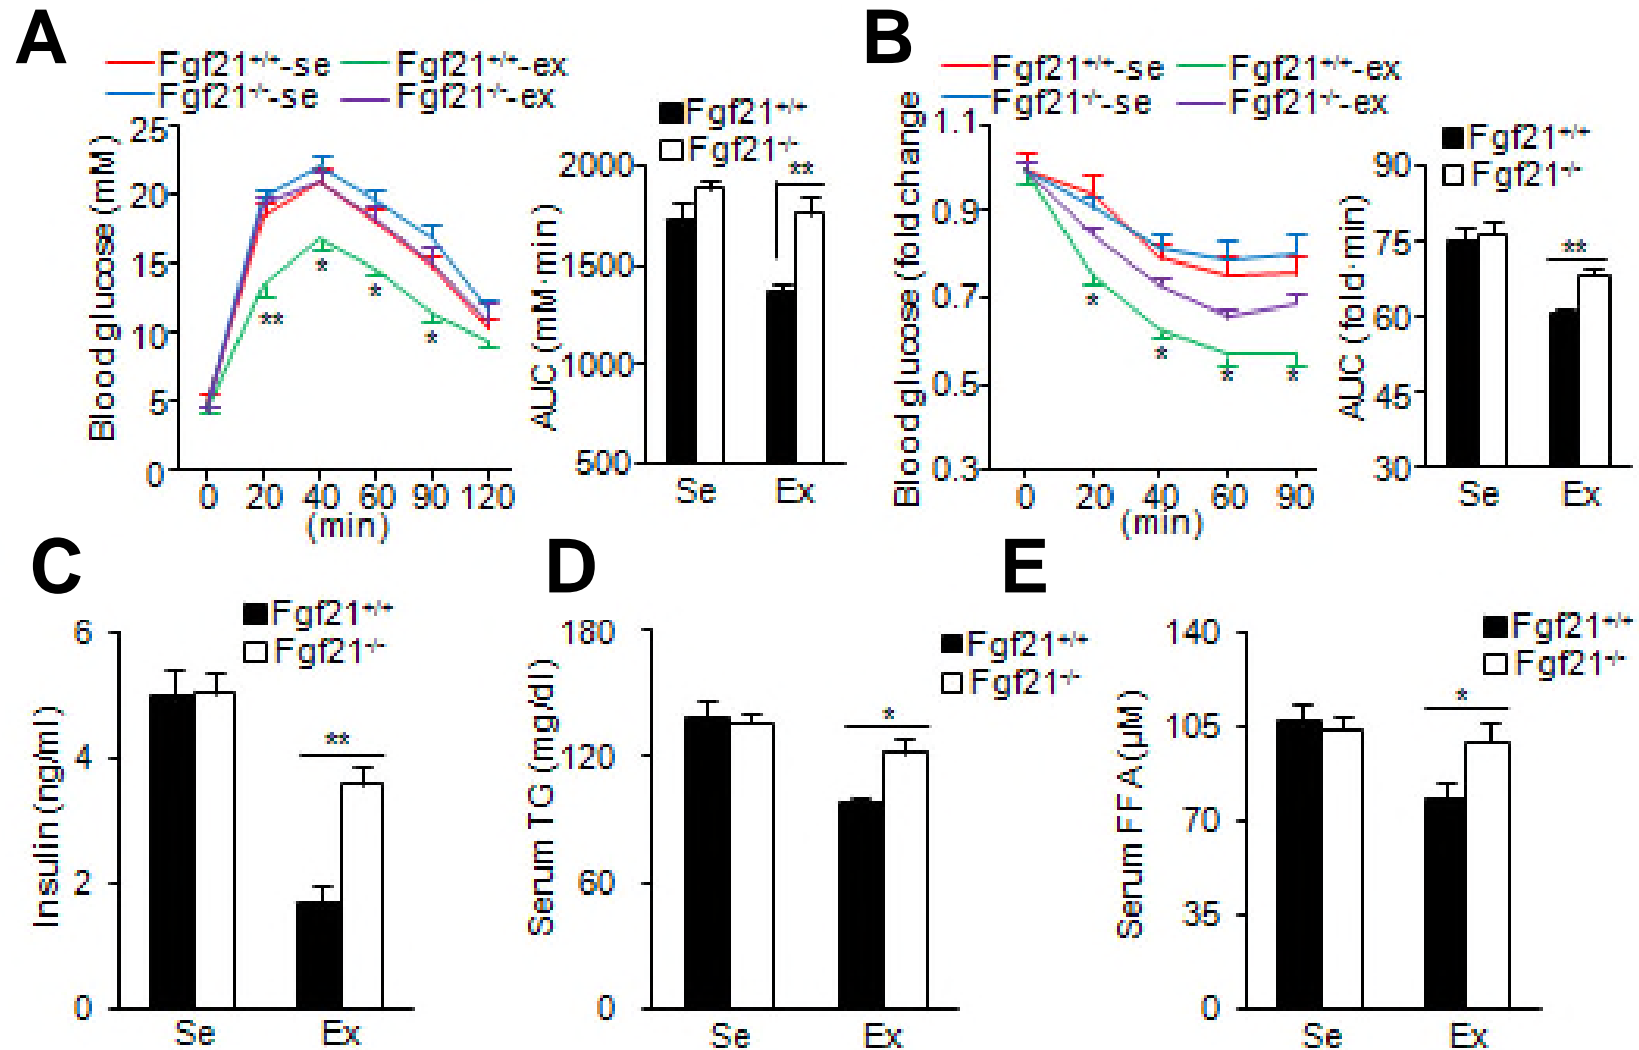 A
Fgf21+/+-se Fgf21+/+-ex
Fgf21-/--se Fgf21-/--ex
Blood glucose (mM)
25
20
15
10
5
0
**
*
*
*
0 20 40 60 90 120
(min)
Fgf21+/+
Fgf21-/-
AUC (mM·min)
2000
1500
1000
500
**
Se Ex
B
Fgf21+/+-se Fgf21+/+-ex
Fgf21-/--se Fgf21-/--ex
Blood glucose (fold change
1.1
0.9
0.7
0.5
0.3
*
*
*
*
0 20 40 60 90
(min)
Fgf21+/+
Fgf21-/-
AUC (fold·min)
90
75
60
45
30
**
Se Ex
C
Fgf21+/+
Fgf21-/-
Insulin (ng/ml)
6
4
2
0
**
Se Ex
D
Fgf21+/+
Fgf21-/-
Serum TG (mg/dl)
180
120
60
0
*
Se Ex
E
Fgf21+/+
Fgf21-/-
Serum FFA (μM)
140
105
70
35
0
*
Se Ex